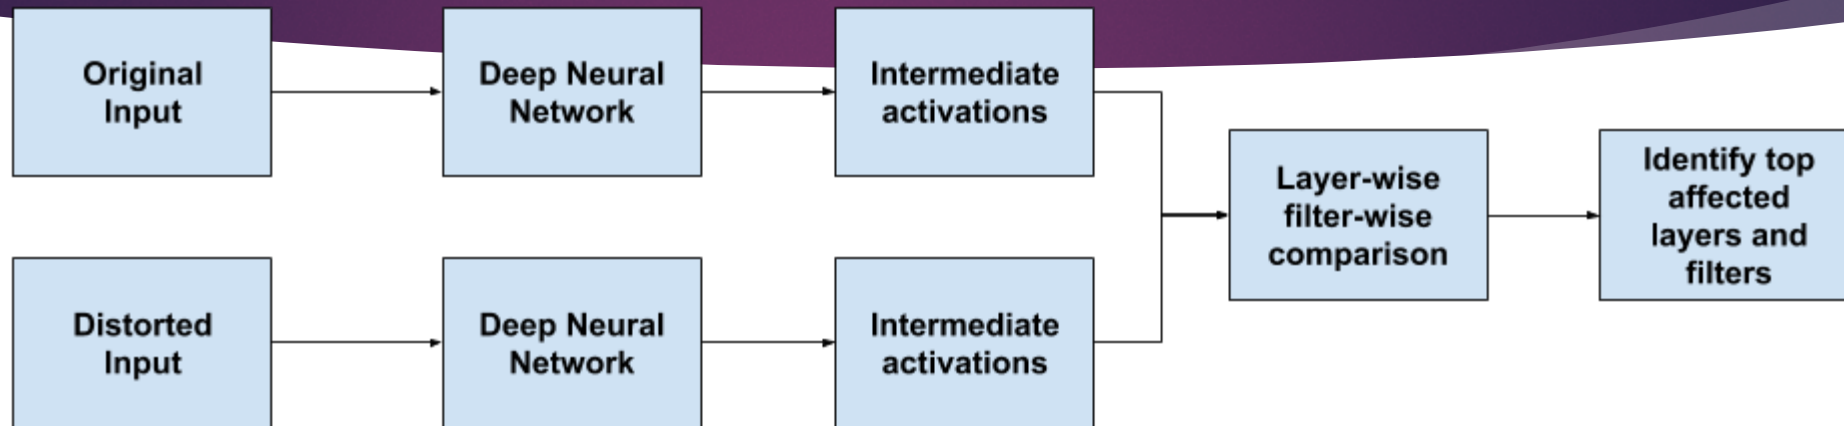 Original
Input
Deep Neural
Network
Intermediate
activations
Layer-wise
filter-wise
comparison
Identify top
affected
layers and
filters
Distorted
Input
Deep Neural
Network
Intermediate
activations